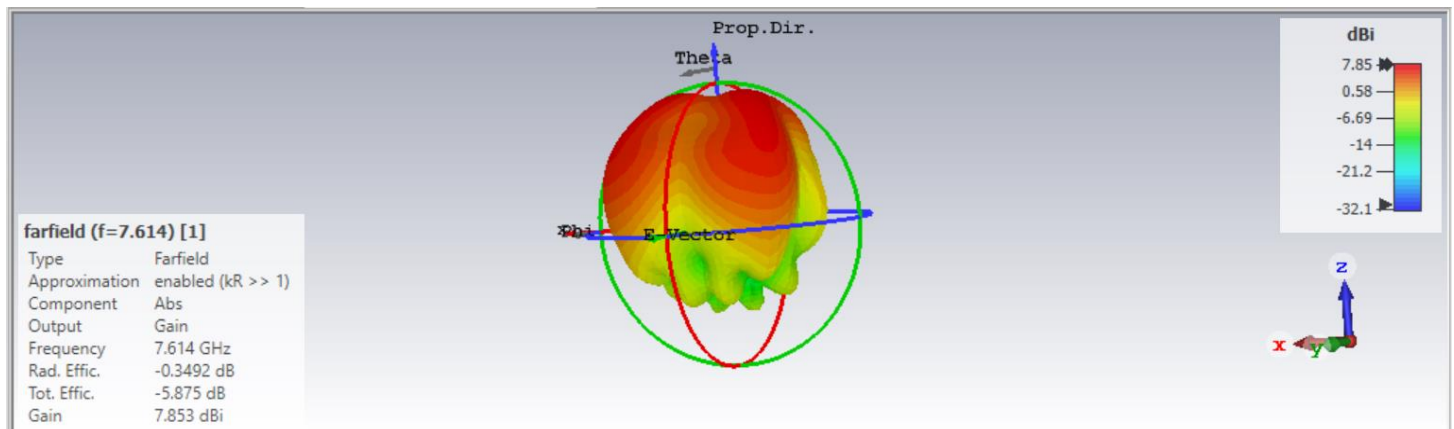 Prop.Dir.
Theta
Phi
E-Vector
dBi
7.85
0.58
-6.69
-14
-21.2
-32.1
farfield (f=7.614) [1]
Type Farfield
Approximation enabled (kR >> 1)
Component Abs
Output Gain
Frequency 7.614 GHz
Rad. Effic. -0.3492 dB
Tot. Effic. -5.875 dB
Gain 7.853 dBi
z
x
y